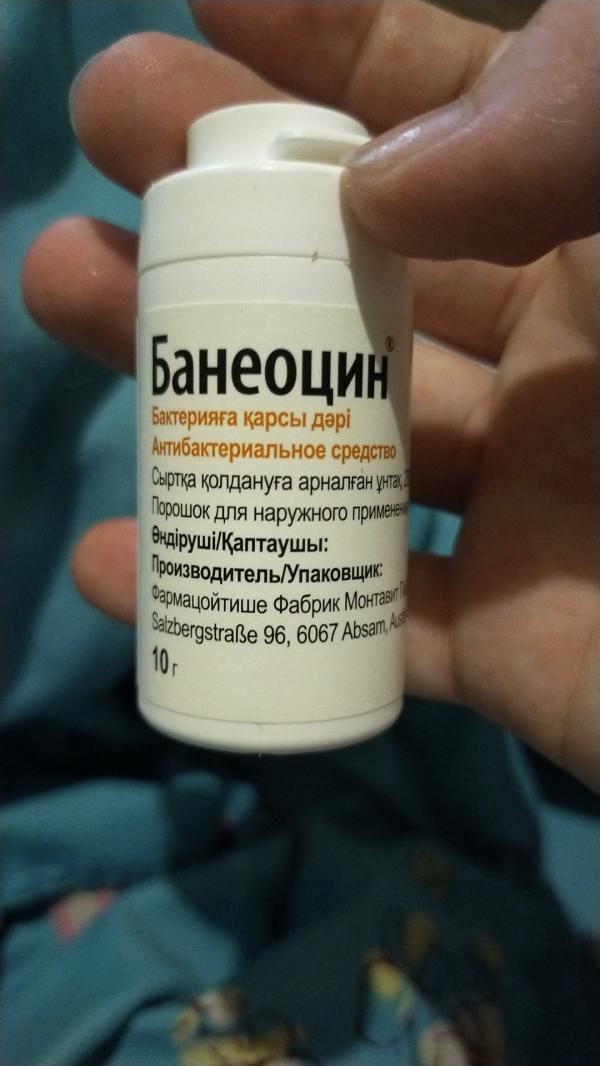 Банеоцин®
Бактерияға қарсы дәрі
Антибактериальное средство
Сыртқа қолдануға арналған ұнтақ,
Порошок для наружного
Өндіруші/Қаптаушы:
Производитель/Упаковщик:
Фармацойтише Фабрик Монтавит
Salzbergstraße 96, 6067 Absam,
10 г